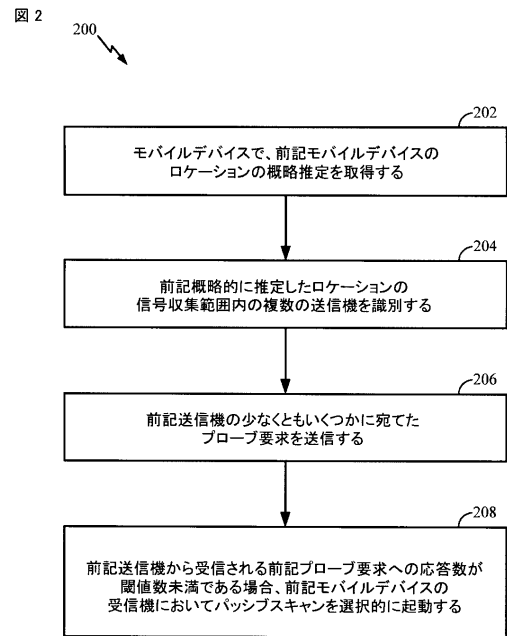 図 2
200
202
モバイルデバイスで、前記モバイルデバイスの
ロケーションの概略推定を取得する
204
前記概略的に推定したロケーションの
信号収集範囲内の複数の送信機を識別する
206
前記送信機の少なくともいくつかに宛てた
プローブ要求を送信する
208
前記送信機から受信される前記プローブ要求への応答数が
閾値数未満である場合、前記モバイルデバイスの
受信機においてパッシブスキャンを選択的に起動する